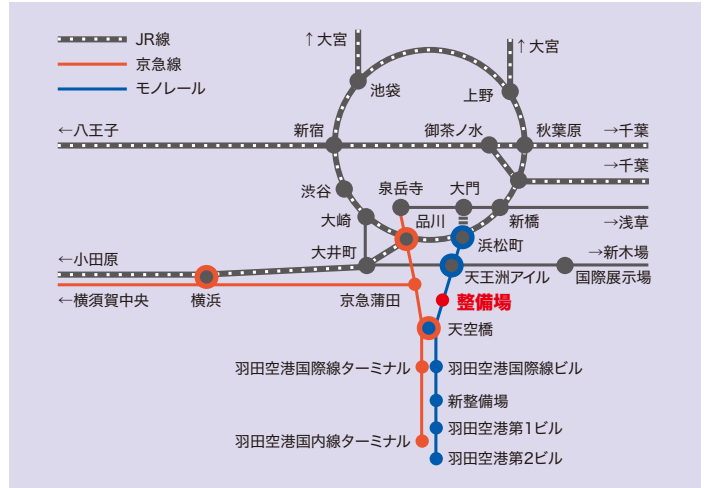 JR線
京急線
モノレール
↑大宮
↑大宮
池袋
上野
←八王子
新宿
御茶ノ水
秋葉原
→千葉
→千葉
渋谷
泉岳寺
大門
大崎
品川
新橋
→浅草
大井町
浜松町
←小田原
→新木場
天王洲アイル
国際展示場
←横須賀中央
横浜
京急蒲田
整備場
天空橋
羽田空港国際線ターミナル
羽田空港国際線ビル
新整備場
羽田空港第1ビル
羽田空港国内線ターミナル
羽田空港第2ビル